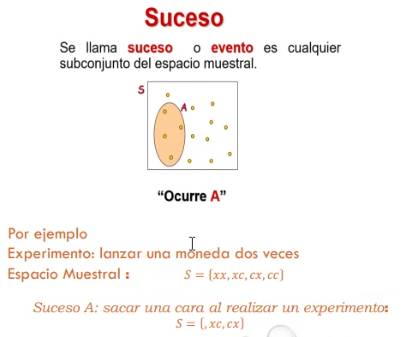 Suceso
Se llama suceso o evento es cualquier
subconjunto del espacio muestral.
S
A
“Ocurre A”
Por ejemplo
Experimento: lanzar una moneda dos veces
Espacio Muestral : S = {xx, xc, cx, cc}
Suceso A: sacar una cara al realizar un experimento:
S = {, xc, cx}